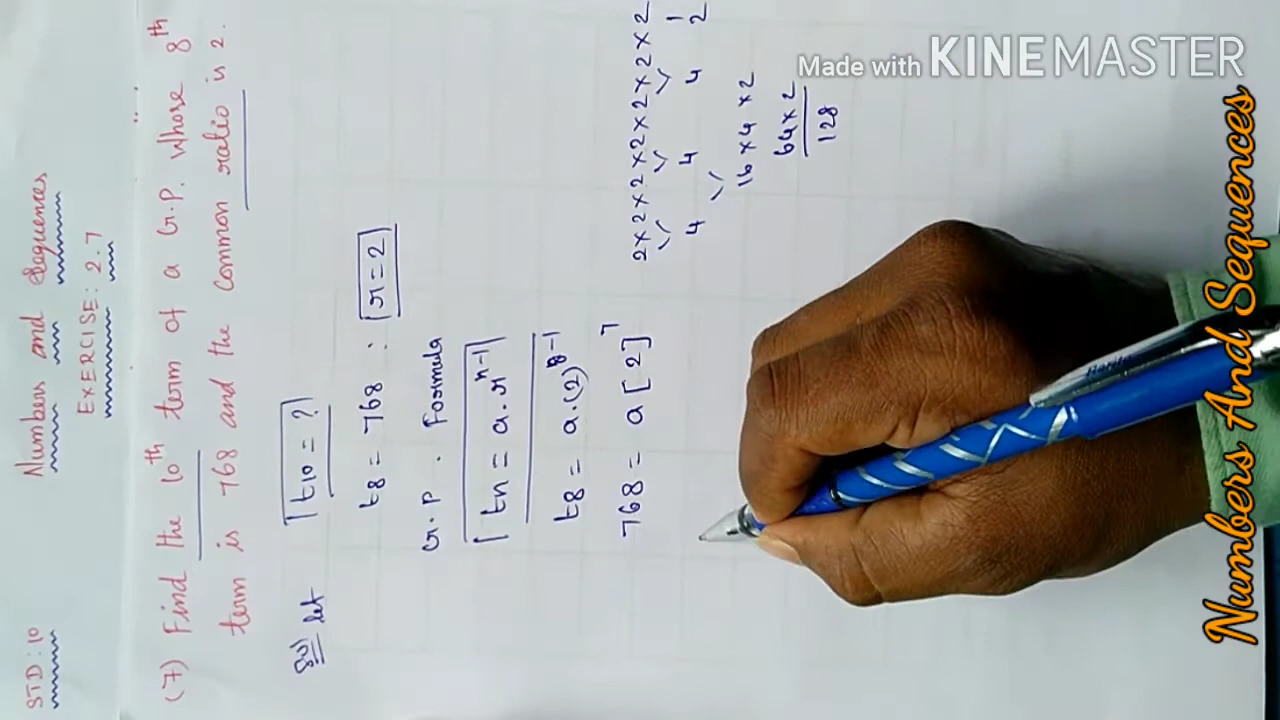 STD: 10
Number and Sequences
EXERCISE: 2.7
(7) Find the 10th term of a G.P. whose 8th
term is 768 and the common ratio is 2.
Sol) let t10 = ?
t8 = 768 : r = 2
G.P. Formula
tn = a.r^n-1
t8 = a.(2)^8-1
768 = a[2]^7
2×2×2×2×2×2×2
4 4 4 2
16×4×2
64×2
128
Made with KINEMASTER
Numbers And Sequences